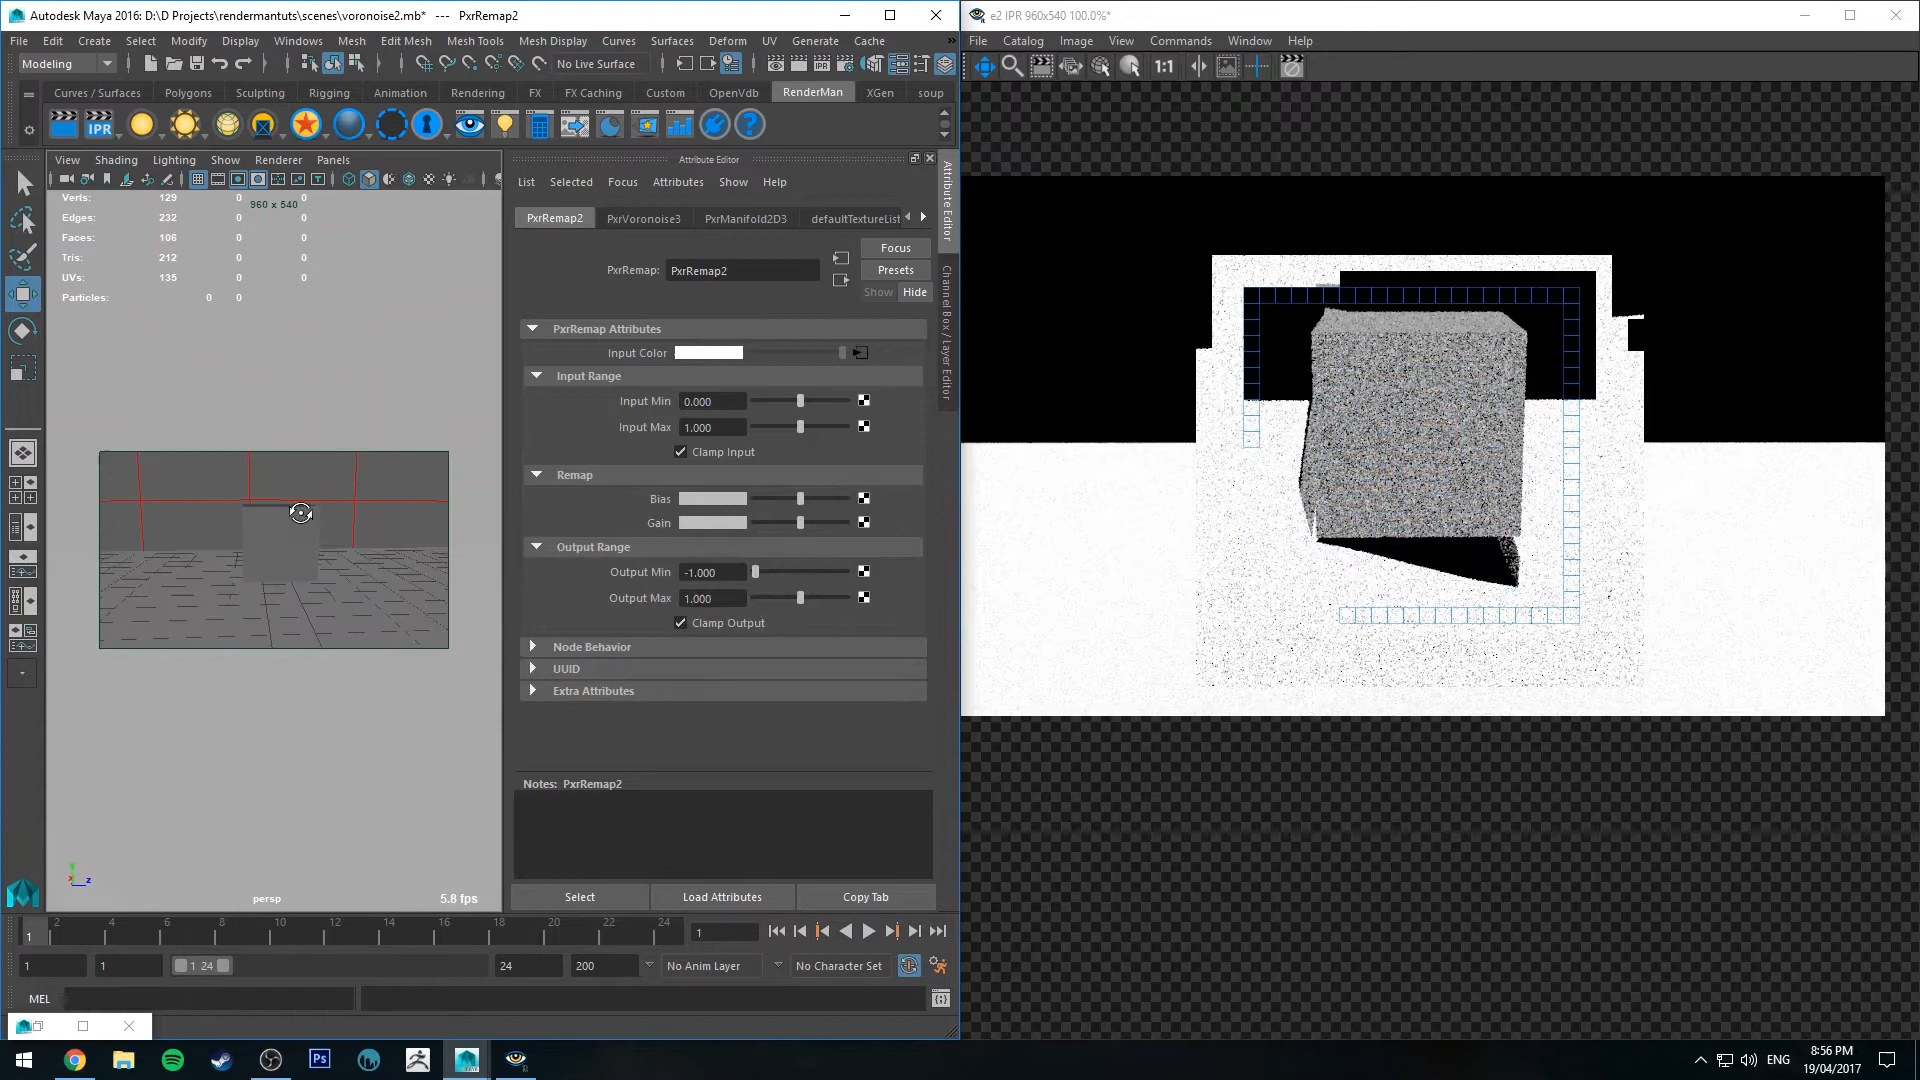 Autodesk Maya 2016: D:\D Projects\rendermantuts\scenes\voronoise2.mb* --- PxrRemap2
File Edit Create Select Modify Display Windows Mesh Edit Mesh Mesh Tools Mesh Display Curves Surfaces Deform UV Generate Cache
Modeling No Live Surface
Curves / Surfaces Polygons Sculpting Rigging Animation Rendering FX FX Caching Custom OpenVdb RenderMan XGen soup
IPR
View Shading Lighting Show Renderer Panels
Verts: 129 0 0
960 x 540
Edges: 232 0 0
Faces: 106 0 0
Tris: 212 0 0
UVs: 135 0 0
Particles: 0 0
persp
5.8 fps
Attribute Editor
List Selected Focus Attributes Show Help
PxrRemap2 PxrVoronoise3 PxrManifold2D3 defaultTextureList
Focus
PxrRemap: PxrRemap2
Presets
Show Hide
PxrRemap Attributes
Input Color
Input Range
Input Min 0.000
Input Max 1.000
Clamp Input
Remap
Bias
Gain
Output Range
Output Min -1.000
Output Max 1.000
Clamp Output
Node Behavior
UUID
Extra Attributes
Notes: PxrRemap2
Select Load Attributes Copy Tab
Attribute Editor
Channel Box / Layer Editor
2 4 6 8 10 12 14 16 18 20 22 24
1 1
1 1 1 24 24 200 No Anim Layer No Character Set
MEL
e2 IPR 960x540 100.0%*
File Catalog Image View Commands Window Help
1:1
Ps
ENG
8:56 PM
19/04/2017